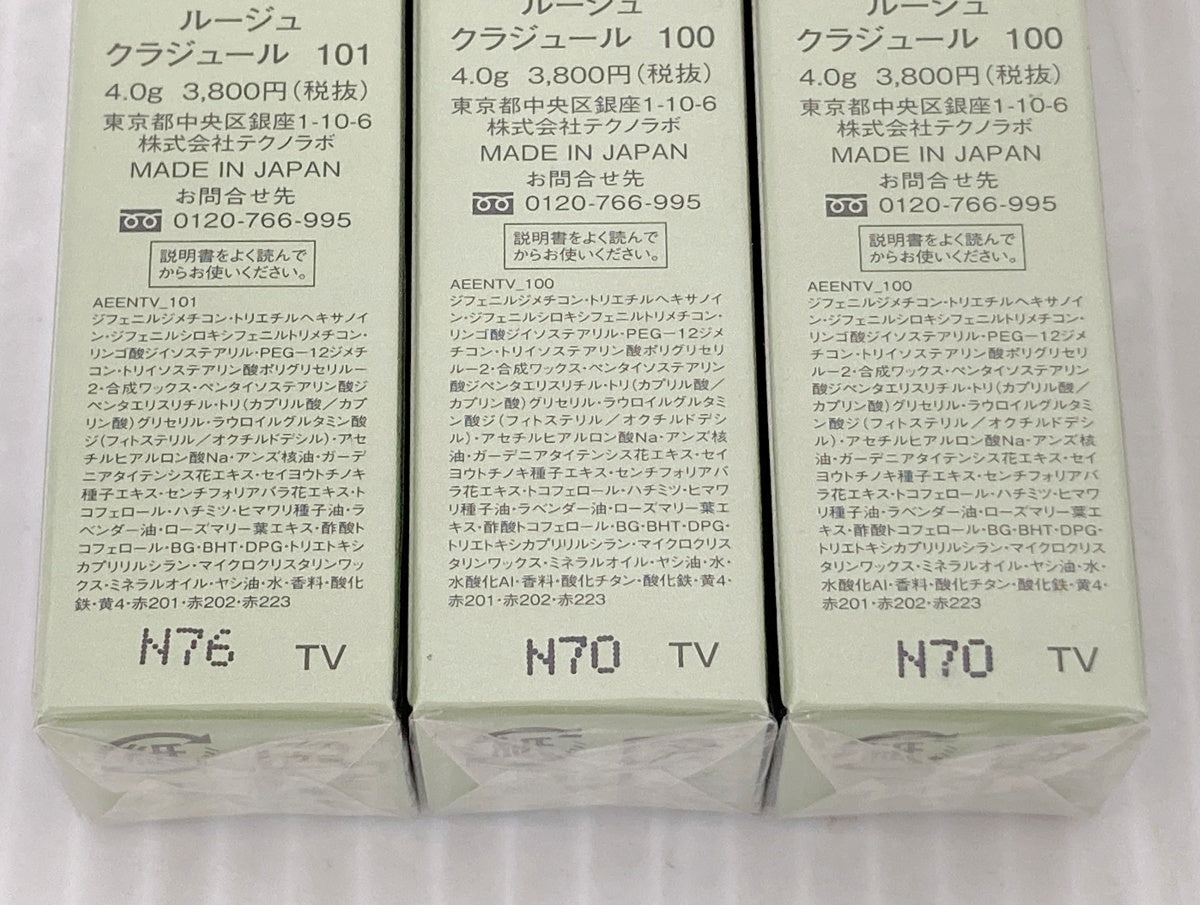 ルージュ
クラジュール 101
4.0g 3,800円(税抜)
東京都中央区銀座1-10-6
株式会社テクノラボ
MADE IN JAPAN
お問合せ先
0120-766-995
説明書をよく読んで
からお使いください。
AEENTV_101
ジフェニルジメチコン・トリエチルヘキサノイ
ン・ジフェニルシロキシフェニルトリメチコン・
リンゴ酸ジイソステアリル・PEG-12ジメチ
コン・トリイソステアリン酸ポリグリセリル-
2・合成ワックス・ペンタイソステアリン酸ジ
ペンタエリスリチル・トリ(カプリル酸/カプ
リン酸)グリセリル・ラウロイルグルタミン酸
ジ(フィトステリル/オクチルドデシル)・アセ
チルヒアルロン酸Na・アンズ核油・ガーデ
ニアタイテンシス花エキス・セイヨウトチノキ
種子エキス・センチフォリアバラ花エキス・ト
コフェロール・ハチミツ・ヒマワリ種子油・ラ
ベンダー油・ローズマリー葉エキス・酢酸ト
コフェロール・BG・BHT・DPG・トリエトキシ
カプリリルシラン・マイクロクリスタリンワッ
クス・ミネラルオイル・ヤシ油・水・香料・酸化
鉄・黄4・赤201・赤202・赤223
N76 TV
ルージュ
クラジュール 100
4.0g 3,800円(税抜)
東京都中央区銀座1-10-6
株式会社テクノラボ
MADE IN JAPAN
お問合せ先
0120-766-995
説明書をよく読んで
からお使いください。
AEENTV_100
ジフェニルジメチコン・トリエチルヘキサノイ
ン・ジフェニルシロキシフェニルトリメチコン・
リンゴ酸ジイソステアリル・PEG-12ジメ
チコン・トリイソステアリン酸ポリグリセリ
ル-2・合成ワックス・ペンタイソステアリン
酸ジペンタエリスリチル・トリ(カプリル酸/
カプリン酸)グリセリル・ラウロイルグルタミ
ン酸ジ(フィトステリル/オクチルドデシ
ル)・アセチルヒアルロン酸Na・アンズ核
油・ガーデニアタイテンシス花エキス・セイ
ヨウトチノキ種子エキス・センチフォリアバ
ラ花エキス・トコフェロール・ハチミツ・ヒマワ
リ種子油・ラベンダー油・ローズマリー葉エ
キス・酢酸トコフェロール・BG・BHT・DPG・
トリエトキシカプリリルシラン・マイクロクリス
タリンワックス・ミネラルオイル・ヤシ油・水・
水酸化Al・香料・酸化チタン・酸化鉄・黄4・
赤201・赤202・赤223
N70 TV
ルージュ
クラジュール 100
4.0g 3,800円(税抜)
東京都中央区銀座1-10-6
株式会社テクノラボ
MADE IN JAPAN
お問合せ先
0120-766-995
説明書をよく読んで
からお使いください。
AEENTV_100
ジフェニルジメチコン・トリエチルヘキサノイ
ン・ジフェニルシロキシフェニルトリメチコン・
リンゴ酸ジイソステアリル・PEG-12ジメ
チコン・トリイソステアリン酸ポリグリセリ
ル-2・合成ワックス・ペンタイソステアリン
酸ジペンタエリスリチル・トリ(カプリル酸/
カプリン酸)グリセリル・ラウロイルグルタミ
ン酸ジ(フィトステリル/オクチルドデシ
ル)・アセチルヒアルロン酸Na・アンズ核
油・ガーデニアタイテンシス花エキス・セイ
ヨウトチノキ種子エキス・センチフォリアバ
ラ花エキス・トコフェロール・ハチミツ・ヒマワ
リ種子油・ラベンダー油・ローズマリー葉エ
キス・酢酸トコフェロール・BG・BHT・DPG・
トリエトキシカプリリルシラン・マイクロクリス
タリンワックス・ミネラルオイル・ヤシ油・水・
水酸化Al・香料・酸化チタン・酸化鉄・黄4・
赤201・赤202・赤223
N70 TV